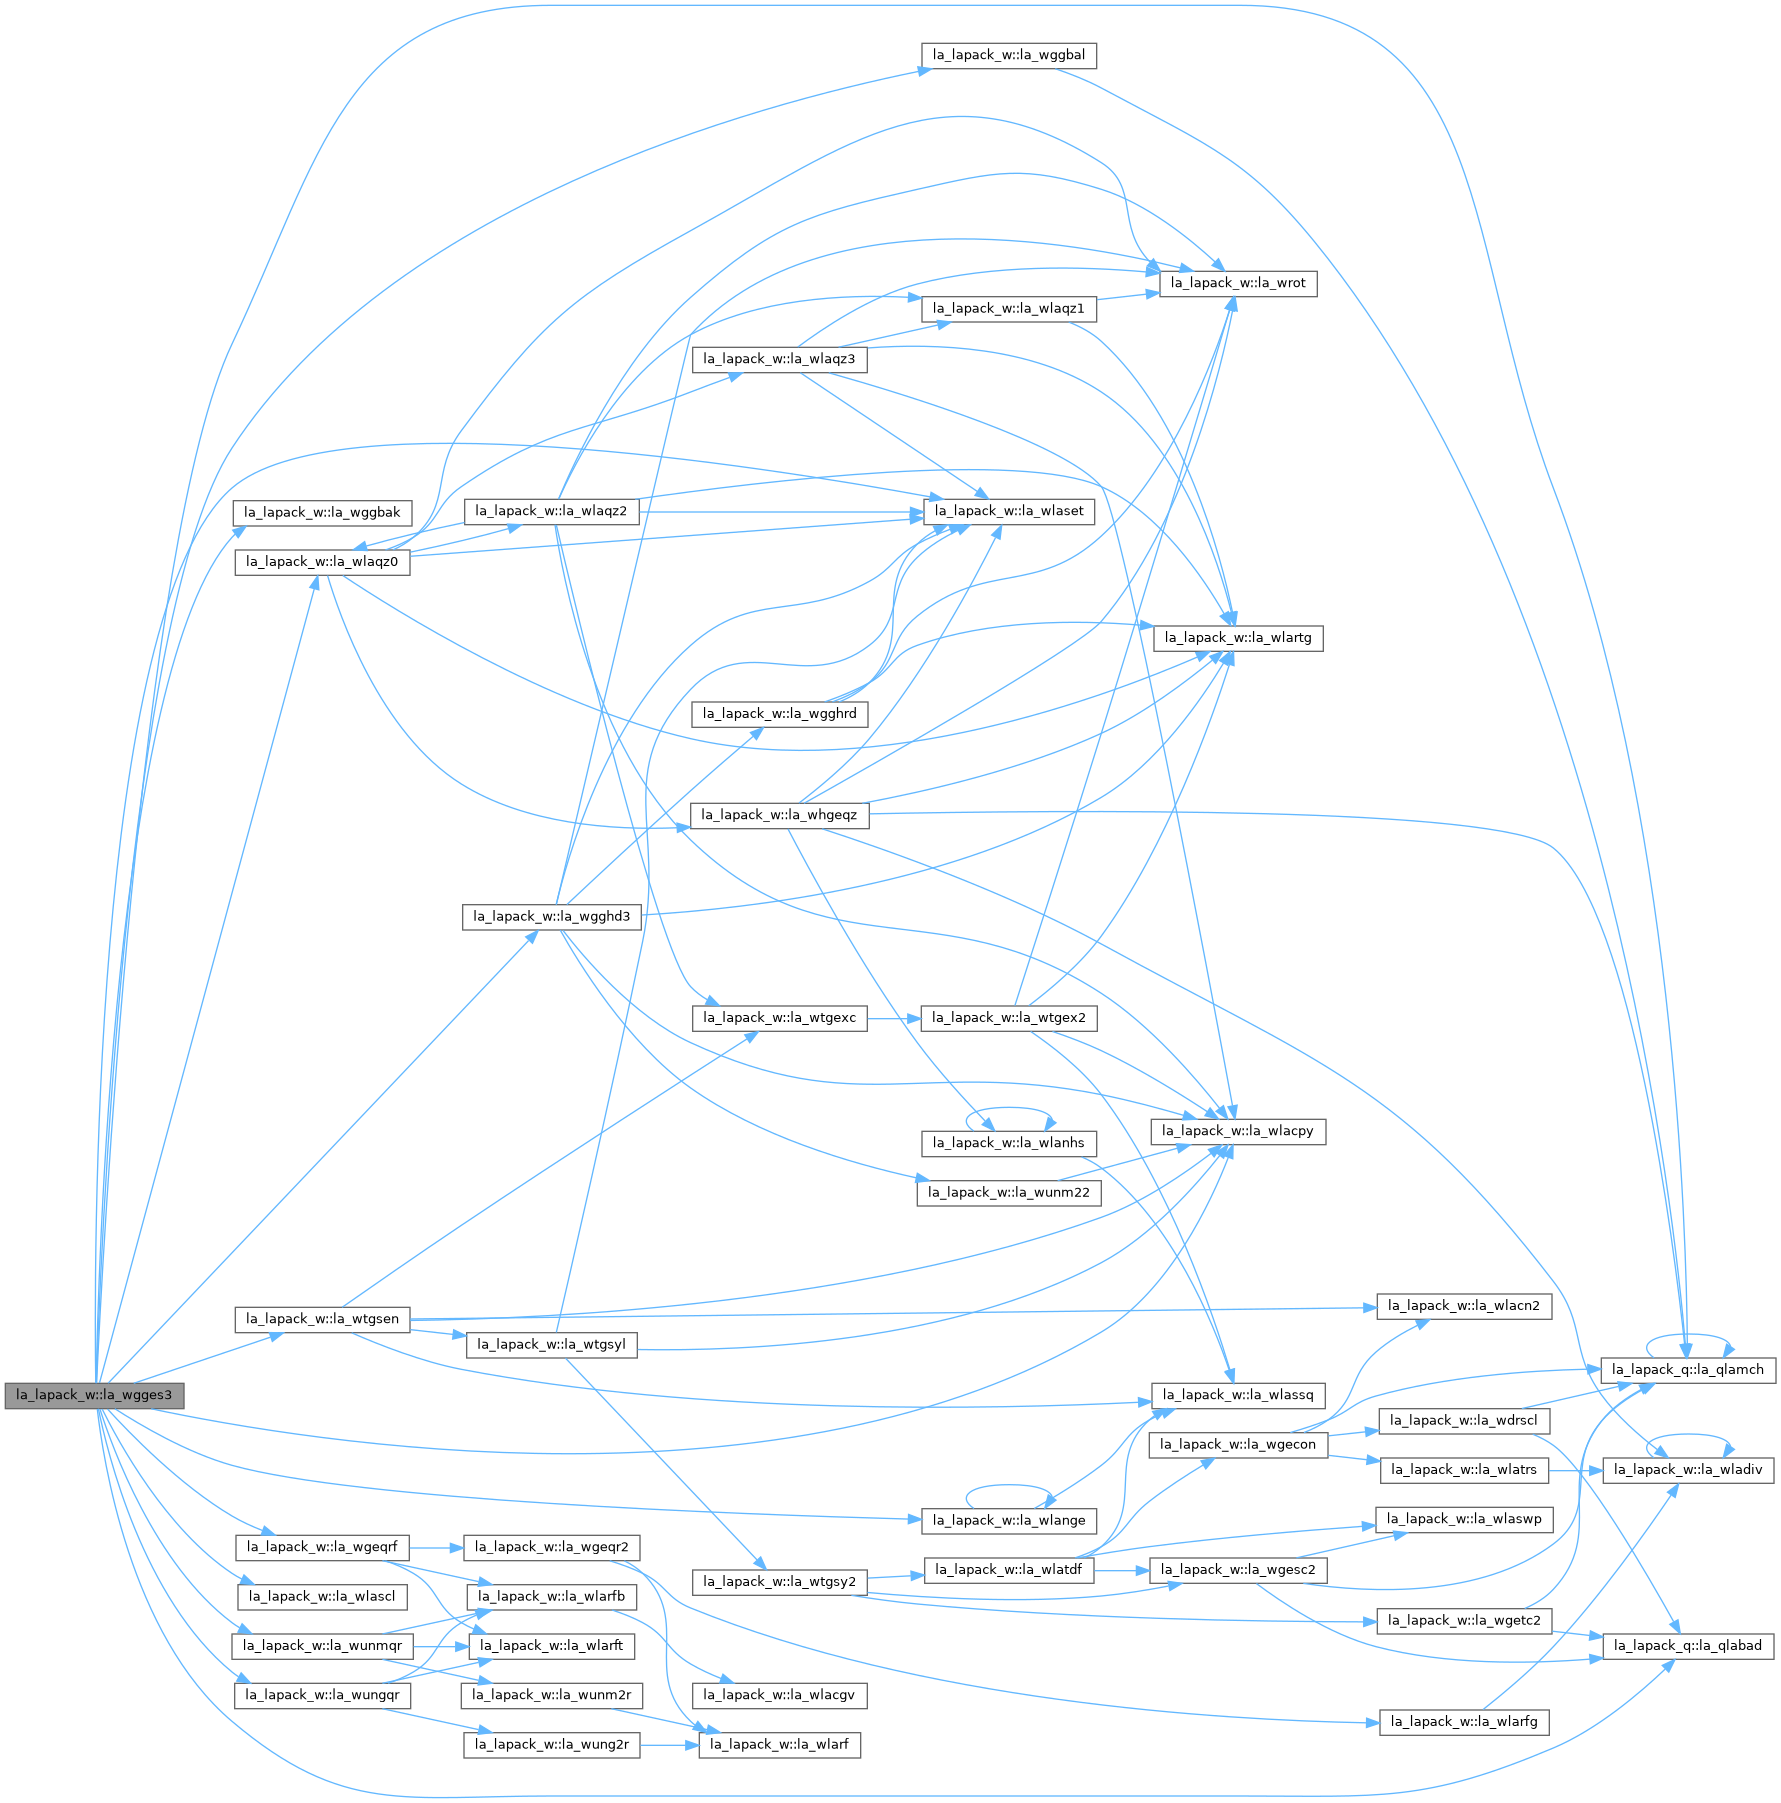 la_lapack_w::la_wggbal
la_lapack_w::la_wrot
la_lapack_w::la_wlaqz1
la_lapack_w::la_wlaqz3
la_lapack_w::la_wggbak
la_lapack_w::la_wlaqz2
la_lapack_w::la_wlaset
la_lapack_w::la_wlaqz0
la_lapack_w::la_wlartg
la_lapack_w::la_wgghrd
la_lapack_w::la_whgeqz
la_lapack_w::la_wgghd3
la_lapack_w::la_wtgexc
la_lapack_w::la_wtgex2
la_lapack_w::la_wlacpy
la_lapack_w::la_wlanhs
la_lapack_w::la_wunm22
la_lapack_w::la_wlacn2
la_lapack_w::la_wtgsen
la_lapack_w::la_wtgsyl
la_lapack_q::la_qlamch
la_lapack_w::la_wgges3
la_lapack_w::la_wlassq
la_lapack_w::la_wdrscl
la_lapack_w::la_wgecon
la_lapack_w::la_wlatrs
la_lapack_w::la_wladiv
la_lapack_w::la_wlange
la_lapack_w::la_wlaswp
la_lapack_w::la_wgeqrf
la_lapack_w::la_wgeqr2
la_lapack_w::la_wlatdf
la_lapack_w::la_wgesc2
la_lapack_w::la_wtgsy2
la_lapack_w::la_wlascl
la_lapack_w::la_wlarfb
la_lapack_w::la_wgetc2
la_lapack_w::la_wunmqr
la_lapack_w::la_wlarft
la_lapack_q::la_qlabad
la_lapack_w::la_wungqr
la_lapack_w::la_wunm2r
la_lapack_w::la_wlacgv
la_lapack_w::la_wlarfg
la_lapack_w::la_wung2r
la_lapack_w::la_wlarf